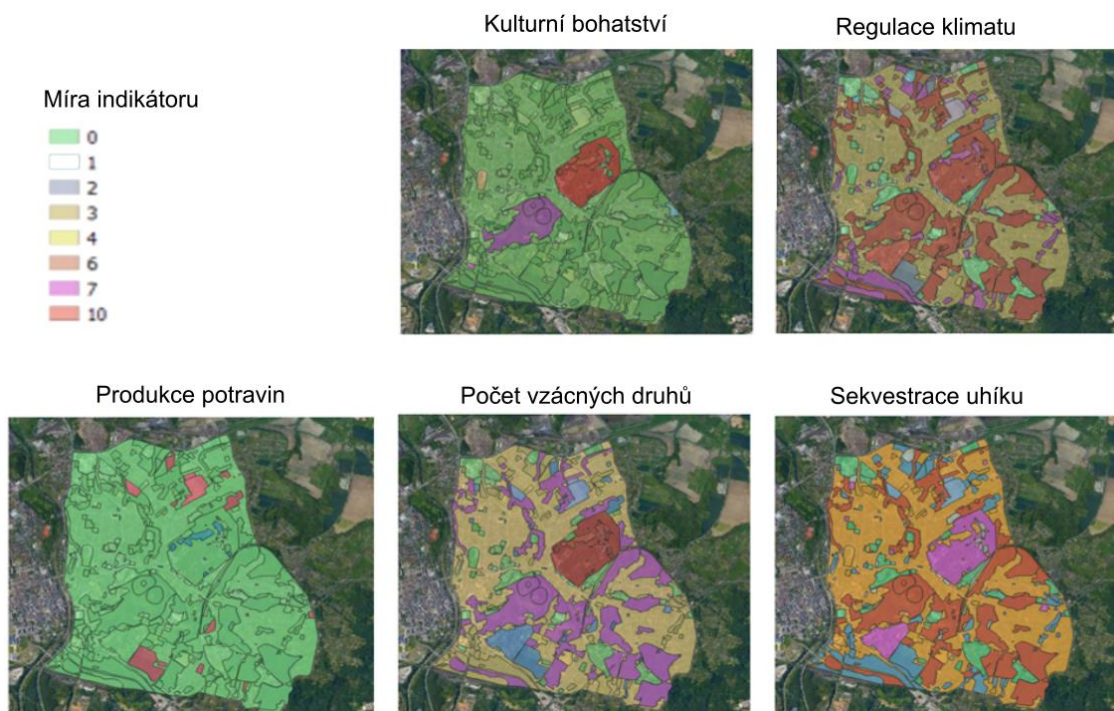 Kulturní bohatství
Regulace klimatu
Míra indikátoru
0
1
2
3
4
6
7
10
Produkce potravin
Počet vzácných druhů
Sekvestrace uhíku